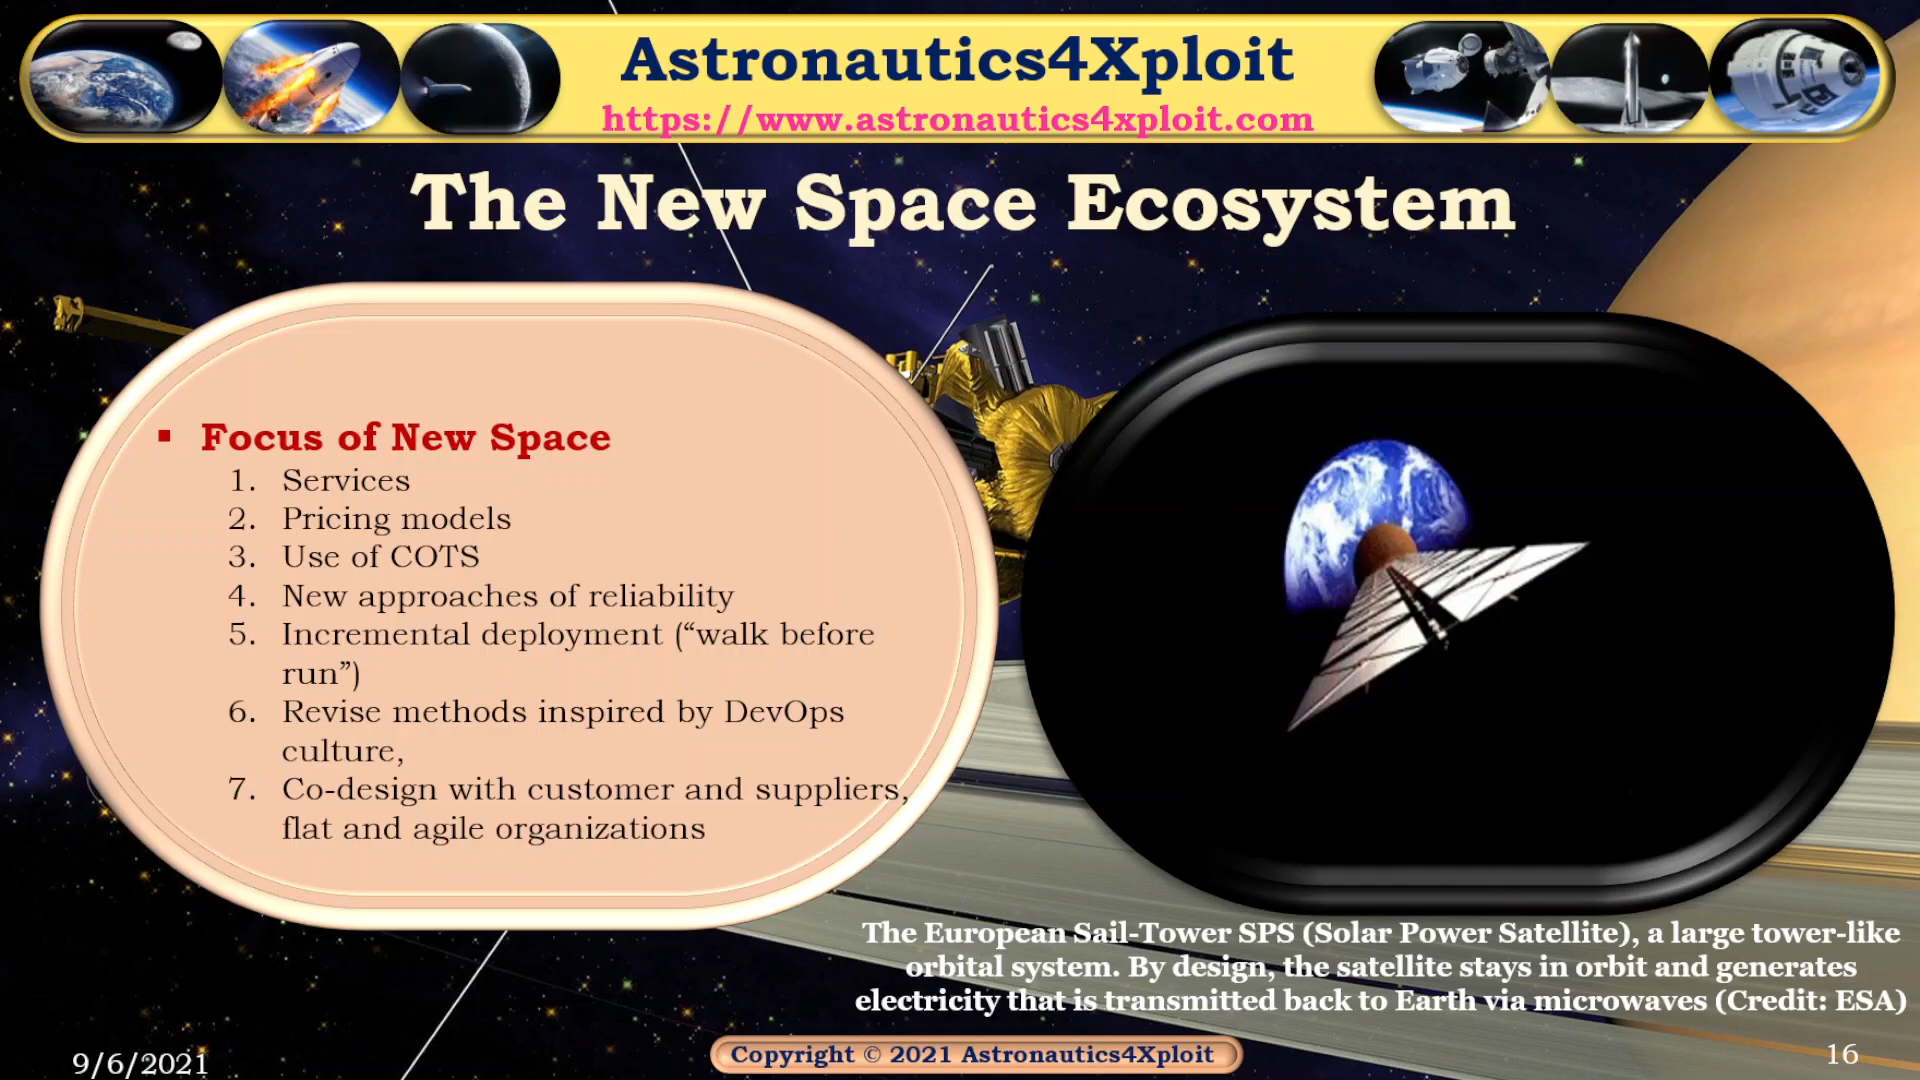 Astronautics4Xploit
https://www.astronautics4xploit.com
The New Space Ecosystem
▪ Focus of New Space
1. Services
2. Pricing models
3. Use of COTS
4. New approaches of reliability
5. Incremental deployment (“walk before
run”)
6. Revise methods inspired by DevOps
culture,
7. Co-design with customer and suppliers,
flat and agile organizations
The European Sail-Tower SPS (Solar Power Satellite), a large tower-like
orbital system. By design, the satellite stays in orbit and generates
electricity that is transmitted back to Earth via microwaves (Credit: ESA)
9/6/2021
Copyright © 2021 Astronautics4Xploit
16